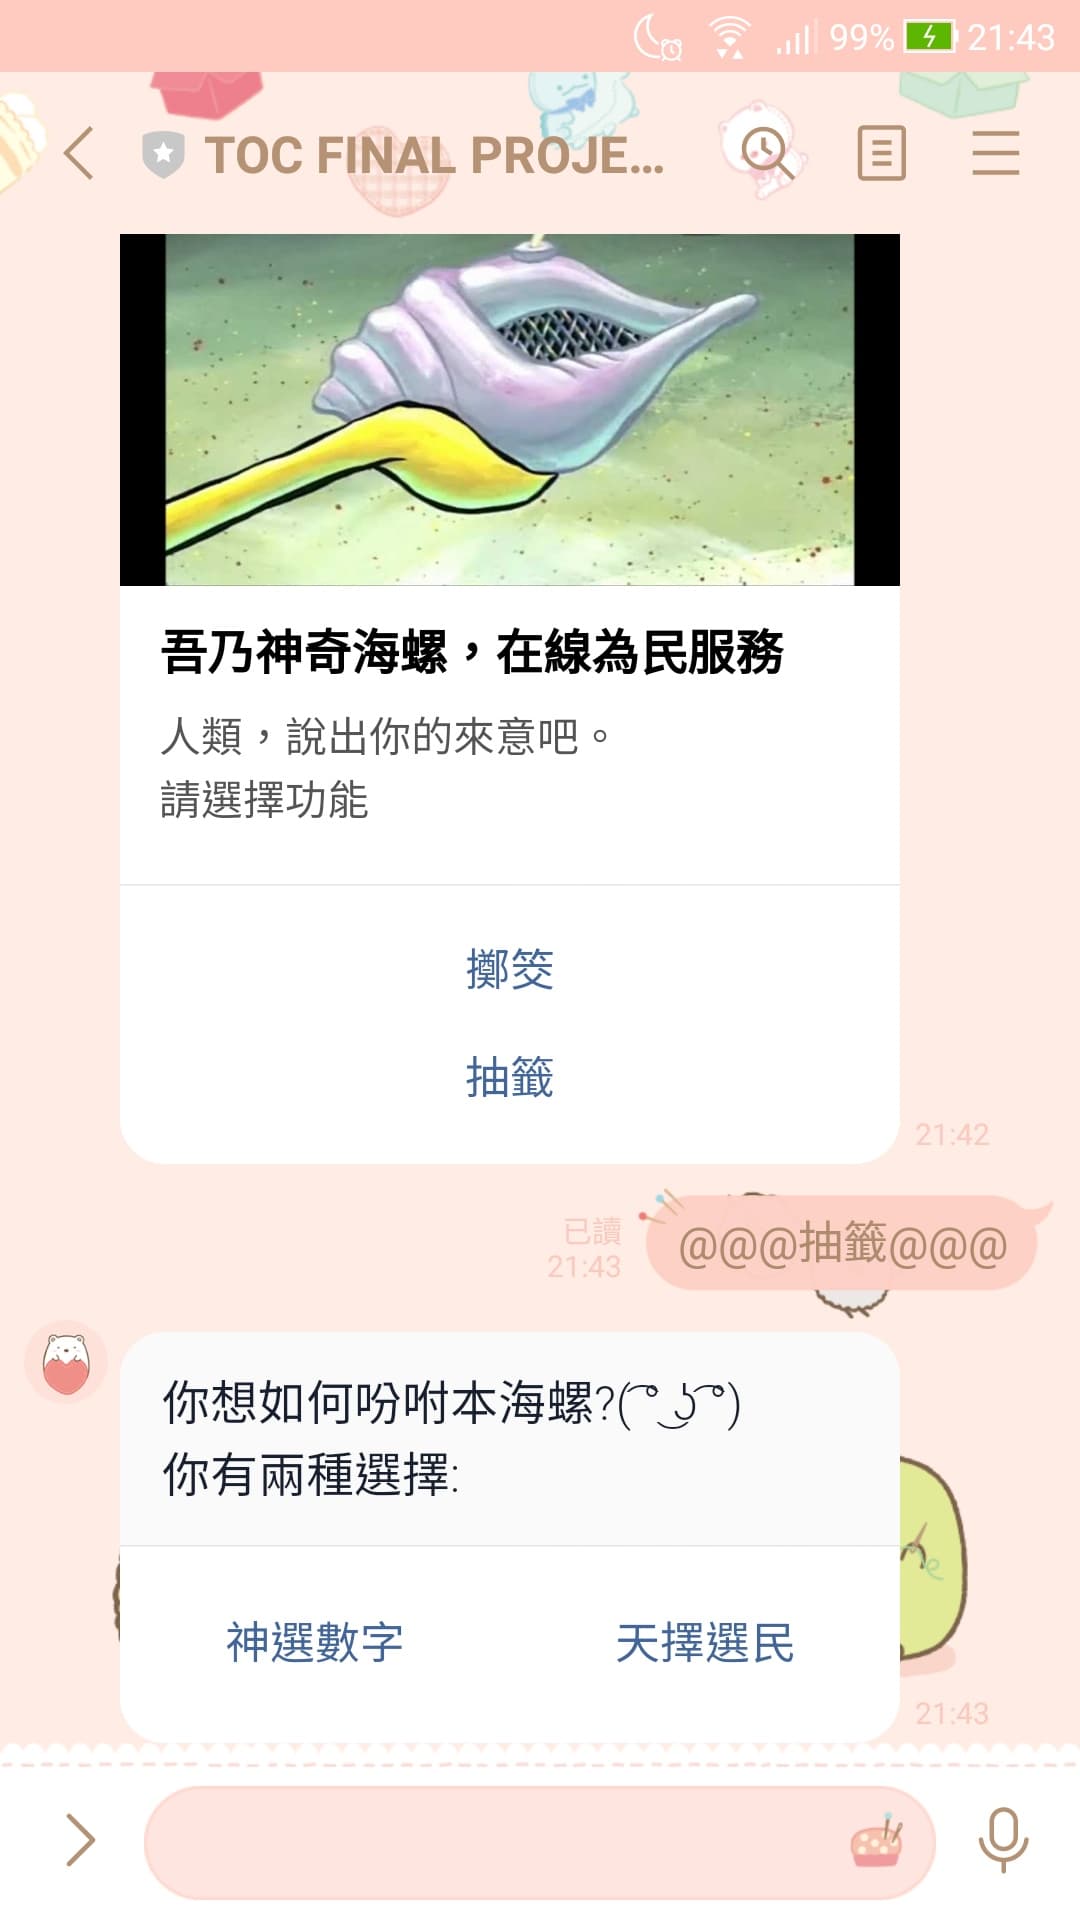 99% 21:43
TOC FINAL PROJE...
吾乃神奇海螺，在線為民服務
人類，說出你的來意吧。
請選擇功能
擲筊
抽籤
21:42
@@@抽籤@@@
已讀
21:43
你想如何吩咐本海螺?( ͡° ͜ʖ ͡°)
你有兩種選擇:
神選數字
天擇選民
21:43